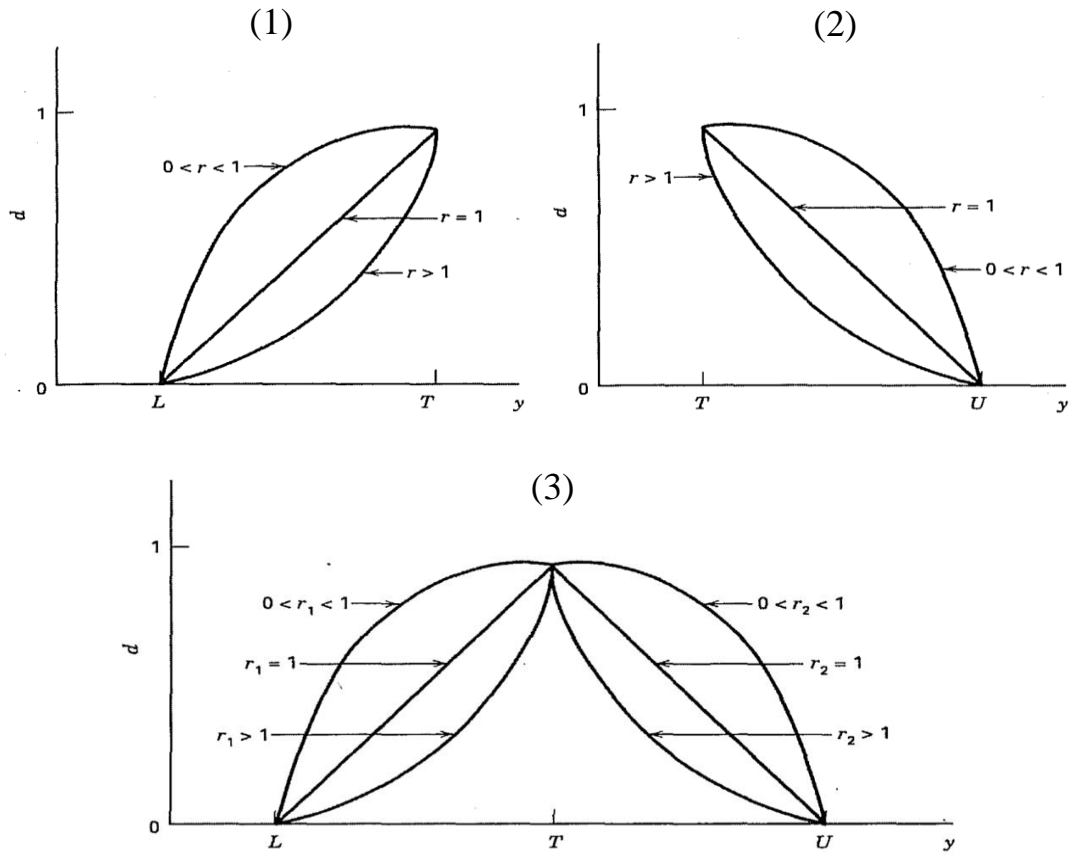 (1)
1
0 < r < 1
r = 1
r > 1
d
0
L
T
y
(2)
1
r > 1
r = 1
0 < r < 1
d
0
T
U
y
(3)
1
0 < r₁ < 1
0 < r₂ < 1
d
r₁ = 1
r₂ = 1
r₁ > 1
r₂ > 1
0
L
T
U
y